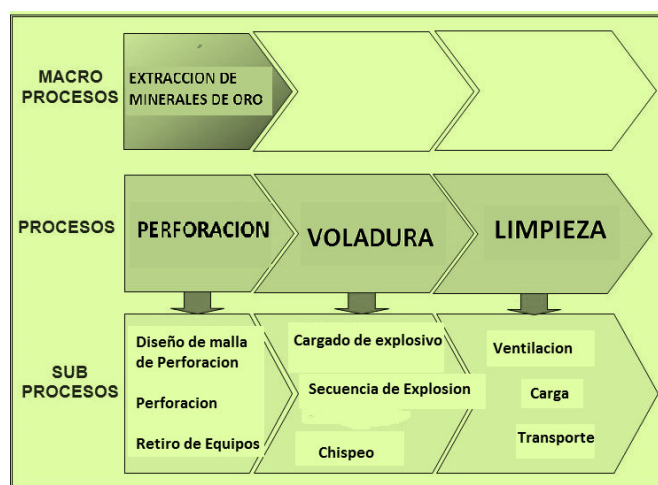 MACRO
PROCESOS
EXTRACCION DE
MINERALES DE ORO
PROCESOS
PERFORACION
VOLADURA
LIMPIEZA
SUB
PROCESOS
Diseño de malla
de Perforacion
Perforacion
Retiro de Equipos
Cargado de explosivo
Secuencia de Explosion
Chispeo
Ventilacion
Carga
Transporte